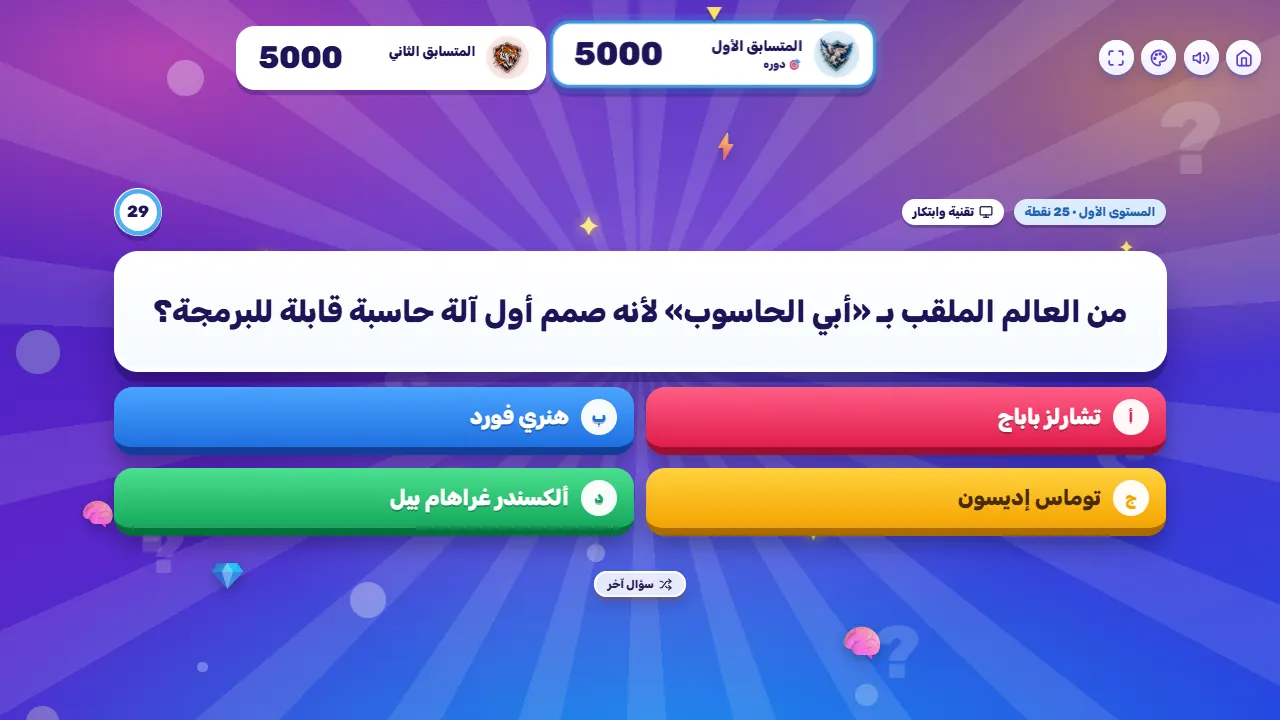 المتسابق الأول
🎯 دوره
5000
المتسابق الثاني
5000
المستوى الأول • 25 نقطة
تقنية وابتكار
29
من العالم الملقب بـ «أبي الحاسوب» لأنه صمم أول آلة حاسبة قابلة للبرمجة؟
أ تشارلز باباج
ب هنري فورد
ج توماس إديسون
د ألكسندر غراهام بيل
سؤال آخر